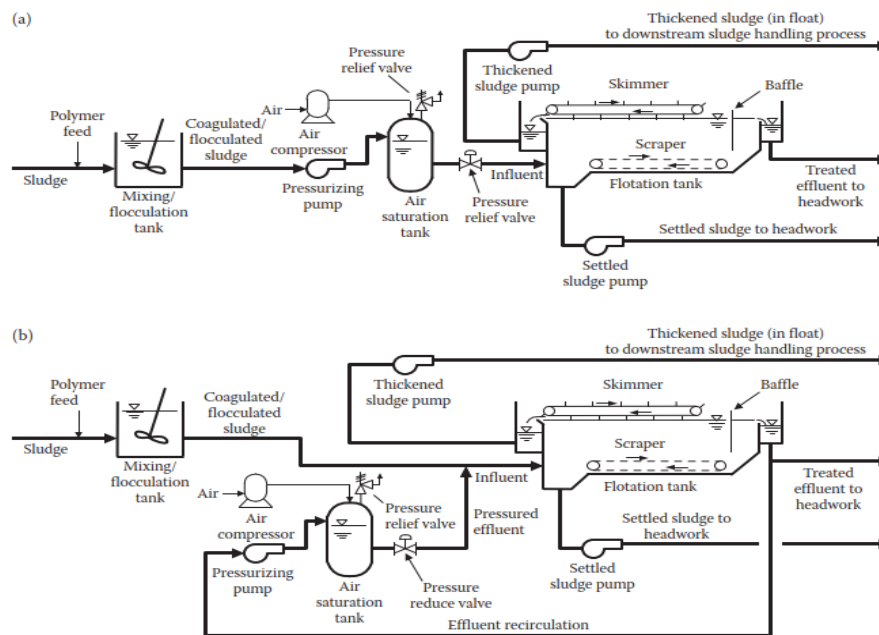 (a)
Thickened sludge (in float)
to downstream sludge handling process
Pressure
relief valve
Thickened
sludge pump
Skimmer
Baffle
Polymer
feed
Coagulated/
flocculated
sludge
Air
Air
compressor
Scraper
Sludge
Mixing/
flocculation
tank
Pressurizing
pump
Air
saturation
tank
Influent
Pressure
relief valve
Flotation tank
Treated
effluent to
headwork
Settled sludge to headwork
Settled
sludge pump
(b)
Thickened sludge (in float)
to downstream sludge handling process
Polymer
feed
Coagulated/
flocculated
sludge
Thickened
sludge pump
Skimmer
Baffle
Sludge
Mixing/
flocculation
tank
Scraper
Influent
Flotation tank
Treated
effluent to
headwork
Air
Air
compressor
Pressure
relief valve
Pressured
effluent
Settled sludge to
headwork
Pressurizing
pump
Settled
sludge pump
Air
saturation
tank
Pressure
reduce valve
Effluent recirculation